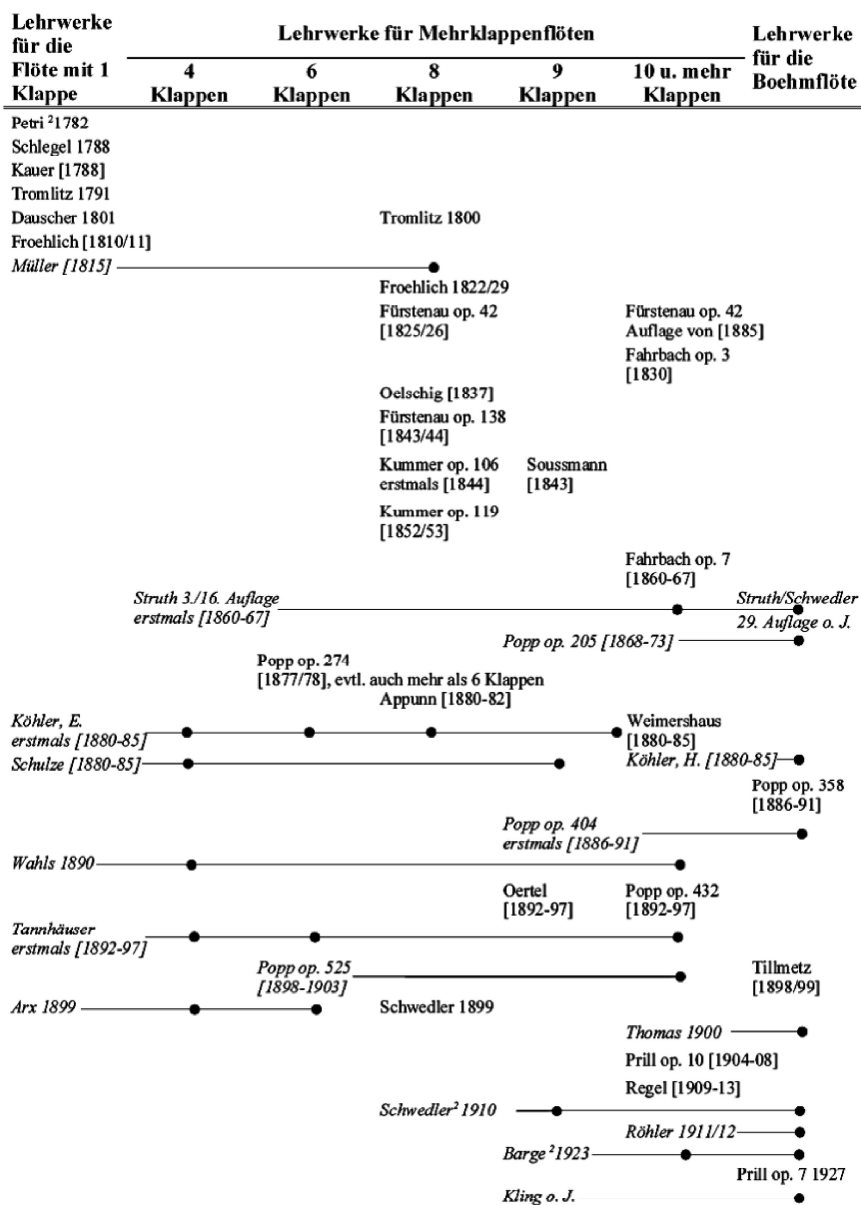 Lehrwerke
für die
Flöte mit 1
Klappe
Lehrwerke für Mehrklappenflöten
4
Klappen
6
Klappen
8
Klappen
9
Klappen
10 u. mehr
Klappen
Lehrwerke
für die
Boehmflöte
Petri ²1782
Schlegel 1788
Kauer [1788]
Tromlitz 1791
Dauscher 1801
Tromlitz 1800
Froehlich [1810/11]
Müller [1815]
Froehlich 1822/29
Fürstenau op. 42
[1825/26]
Fürstenau op. 42
Auflage von [1885]
Fahrbach op. 3
[1830]
Oelschig [1837]
Fürstenau op. 138
[1843/44]
Kummer op. 106
erstmals [1844]
Soussmann
[1843]
Kummer op. 119
[1852/53]
Fahrbach op. 7
[1860-67]
Struth 3./16. Auflage
erstmals [1860-67]
Struth/Schwedler
29. Auflage o. J.
Popp op. 205 [1868-73]
Popp op. 274
[1877/78], evtl. auch mehr als 6 Klappen
Appunn [1880-82]
Köhler, E.
erstmals [1880-85]
Weimershaus
[1880-85]
Schulze [1880-85]
Köhler, H. [1880-85]
Popp op. 358
[1886-91]
Popp op. 404
erstmals [1886-91]
Wahls 1890
Oertel
[1892-97]
Popp op. 432
[1892-97]
Tannhäuser
erstmals [1892-97]
Popp op. 525
[1898-1903]
Tillmetz
[1898/99]
Arx 1899
Schwedler 1899
Thomas 1900
Prill op. 10 [1904-08]
Regel [1909-13]
Schwedler² 1910
Röhler 1911/12
Barge ²1923
Prill op. 7 1927
Kling o. J.